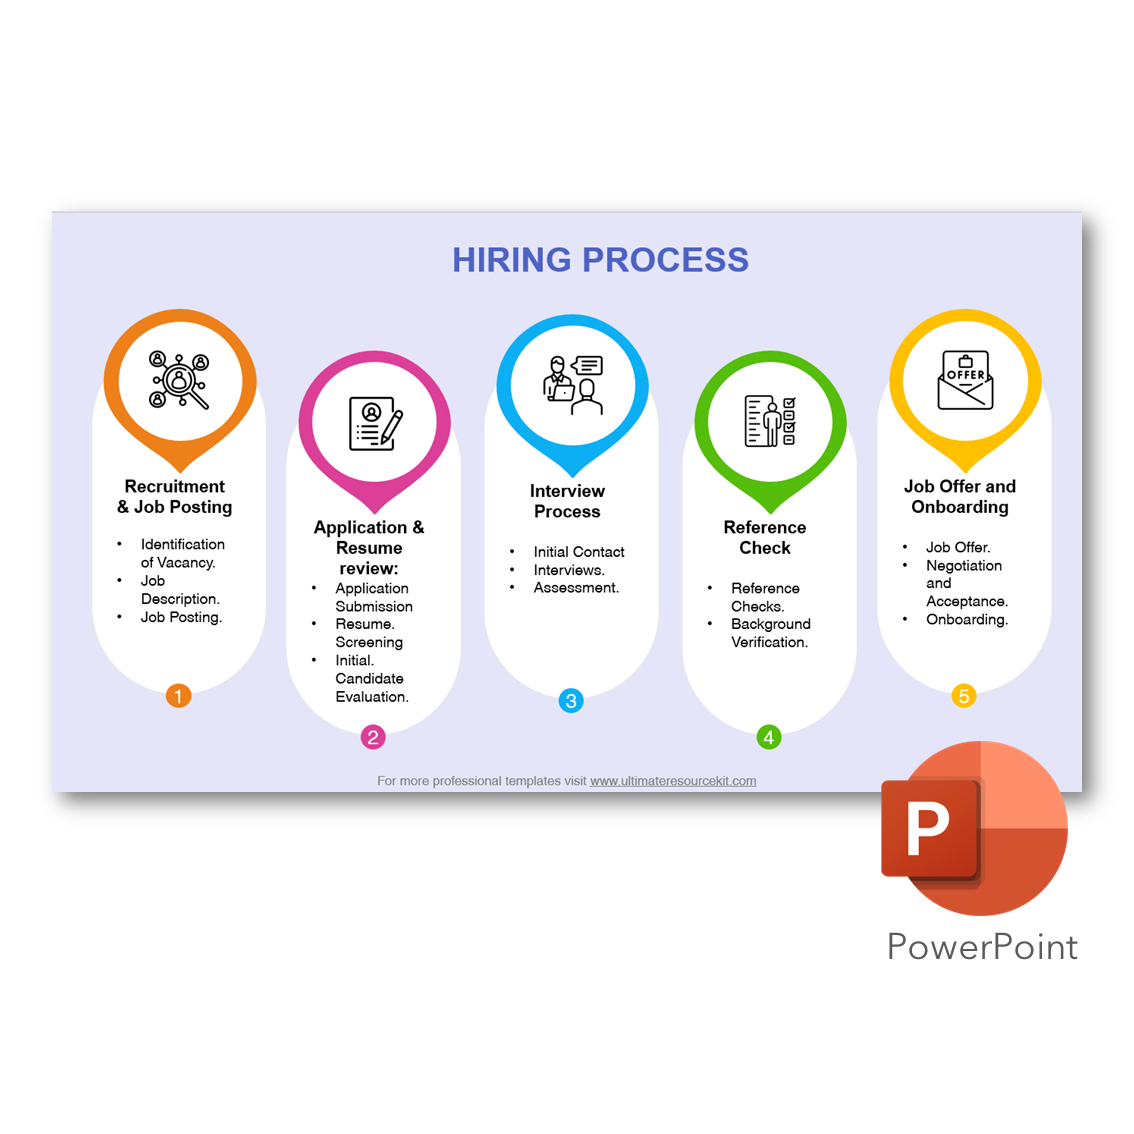 HIRING PROCESS
Recruitment
& Job Posting
• Identification
of Vacancy.
• Job
Description.
• Job Posting.
1
Application &
Resume
review:
• Application
Submission
• Resume.
Screening
• Initial.
Candidate
Evaluation.
2
Interview
Process
• Initial Contact
• Interviews.
• Assessment.
3
Reference
Check
• Reference
Checks.
• Background
Verification.
4
OFFER
Job Offer and
Onboarding
• Job Offer.
• Negotiation
and
Acceptance.
• Onboarding.
5
For more professional templates visit www.ultimateresourcekit.com
P
PowerPoint